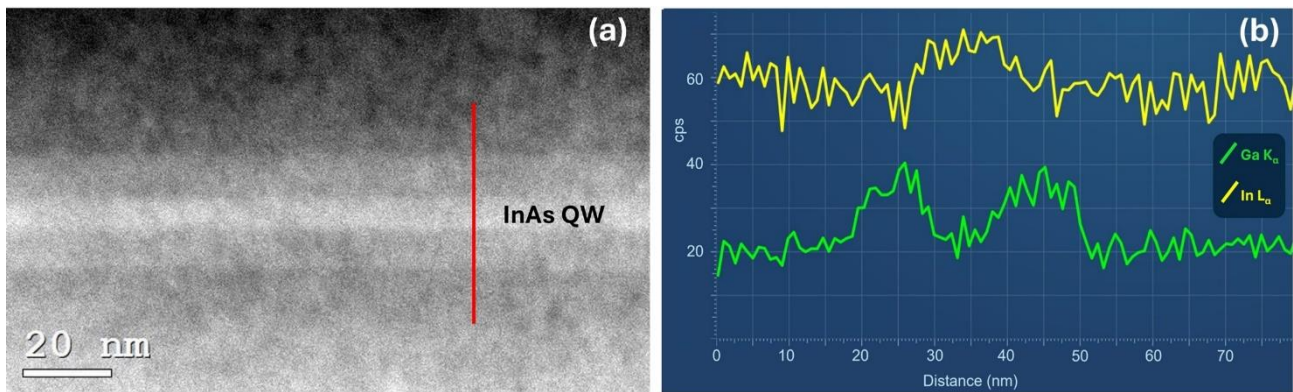 (a)
InAs QW
20 nm
(b)
60
40
20
cps
Ga Kα
In Lα
0 10 20 30 40 50 60 70
Distance (nm)